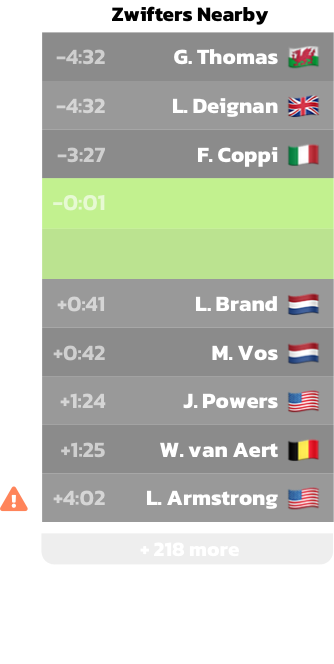 Zwifters Nearby
-4:32 G. Thomas
-4:32 L. Deignan
-3:27 F. Coppi
-0:01
+0:41 L. Brand
+0:42 M. Vos
+1:24 J. Powers
+1:25 W. van Aert
+4:02 L. Armstrong
+ 218 more